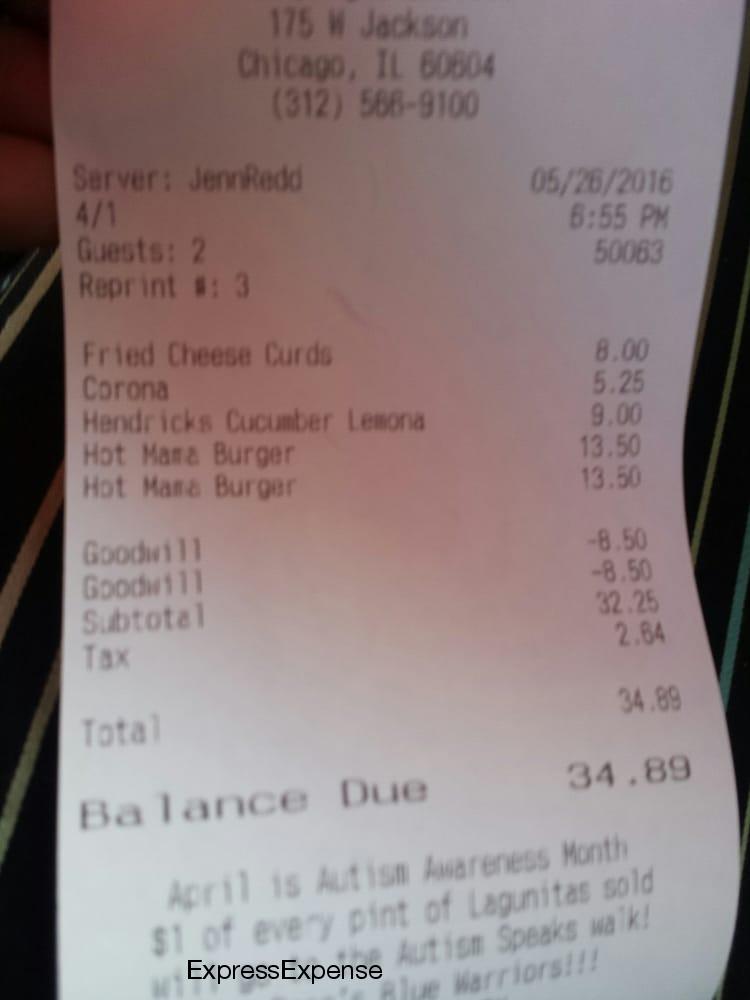 175 W Jackson
Chicago, IL 60604
(312) 566-9100
Server: JennRedd 05/26/2016
4/1 6:55 PM
Guests: 2 50063
Reprint #: 3
Fried Cheese Curds 8.00
Corona 5.25
Hendricks Cucumber Lemona 9.00
Hot Mama Burger 13.50
Hot Mama Burger 13.50
Goodwill -8.50
Goodwill -8.50
Subtotal 32.25
Tax 2.64
Total 34.89
Balance Due 34.89
April is Autism Awareness Month
$1 of every pint of Lagunitas sold
will go to the Autism Speaks walk!
Blue Warriors!!!
ExpressExpense